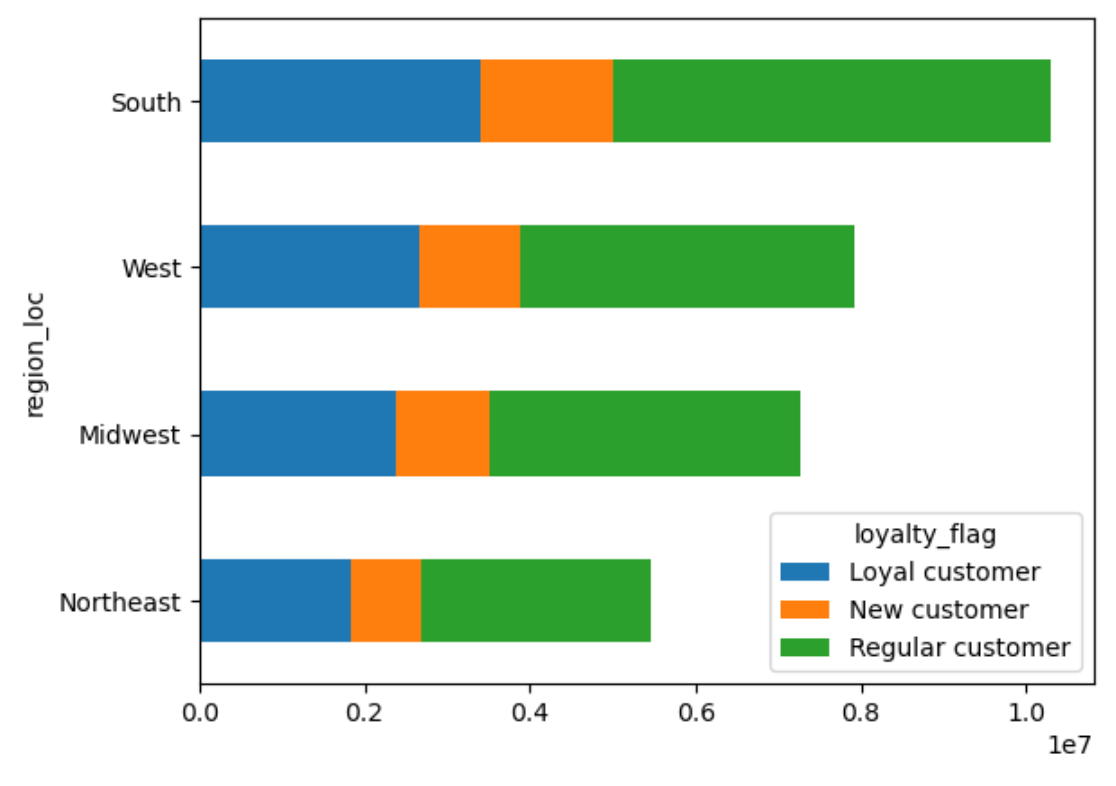 South
West
Midwest
Northeast
region_loc
loyalty_flag
Loyal customer
New customer
Regular customer
0.0 0.2 0.4 0.6 0.8 1.0
1e7